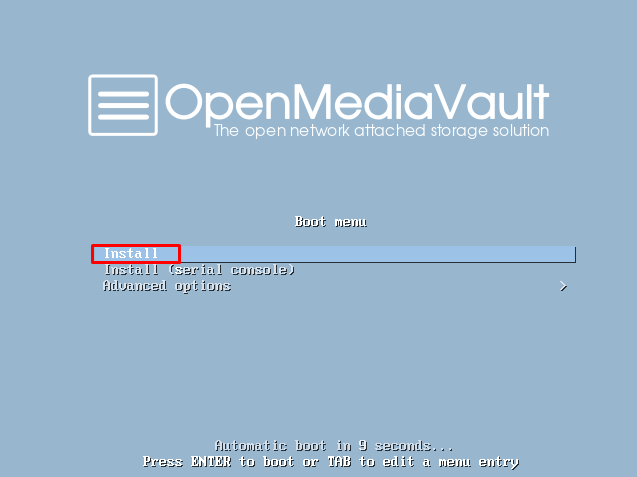 OpenMediaVault
The open network attached storage solution
Boot menu
Install
Install (serial console)
Advanced options >
Automatic boot in 9 seconds...
Press ENTER to boot or TAB to edit a menu entry